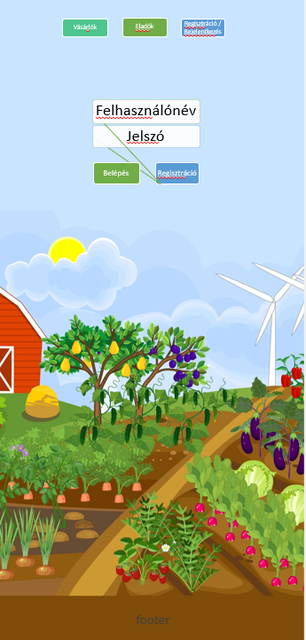 Vásárlók
Eladók
Regisztráció /
Bejelentkezés
Felhasználónév
Jelszó
Belépés
Regisztráció
footer